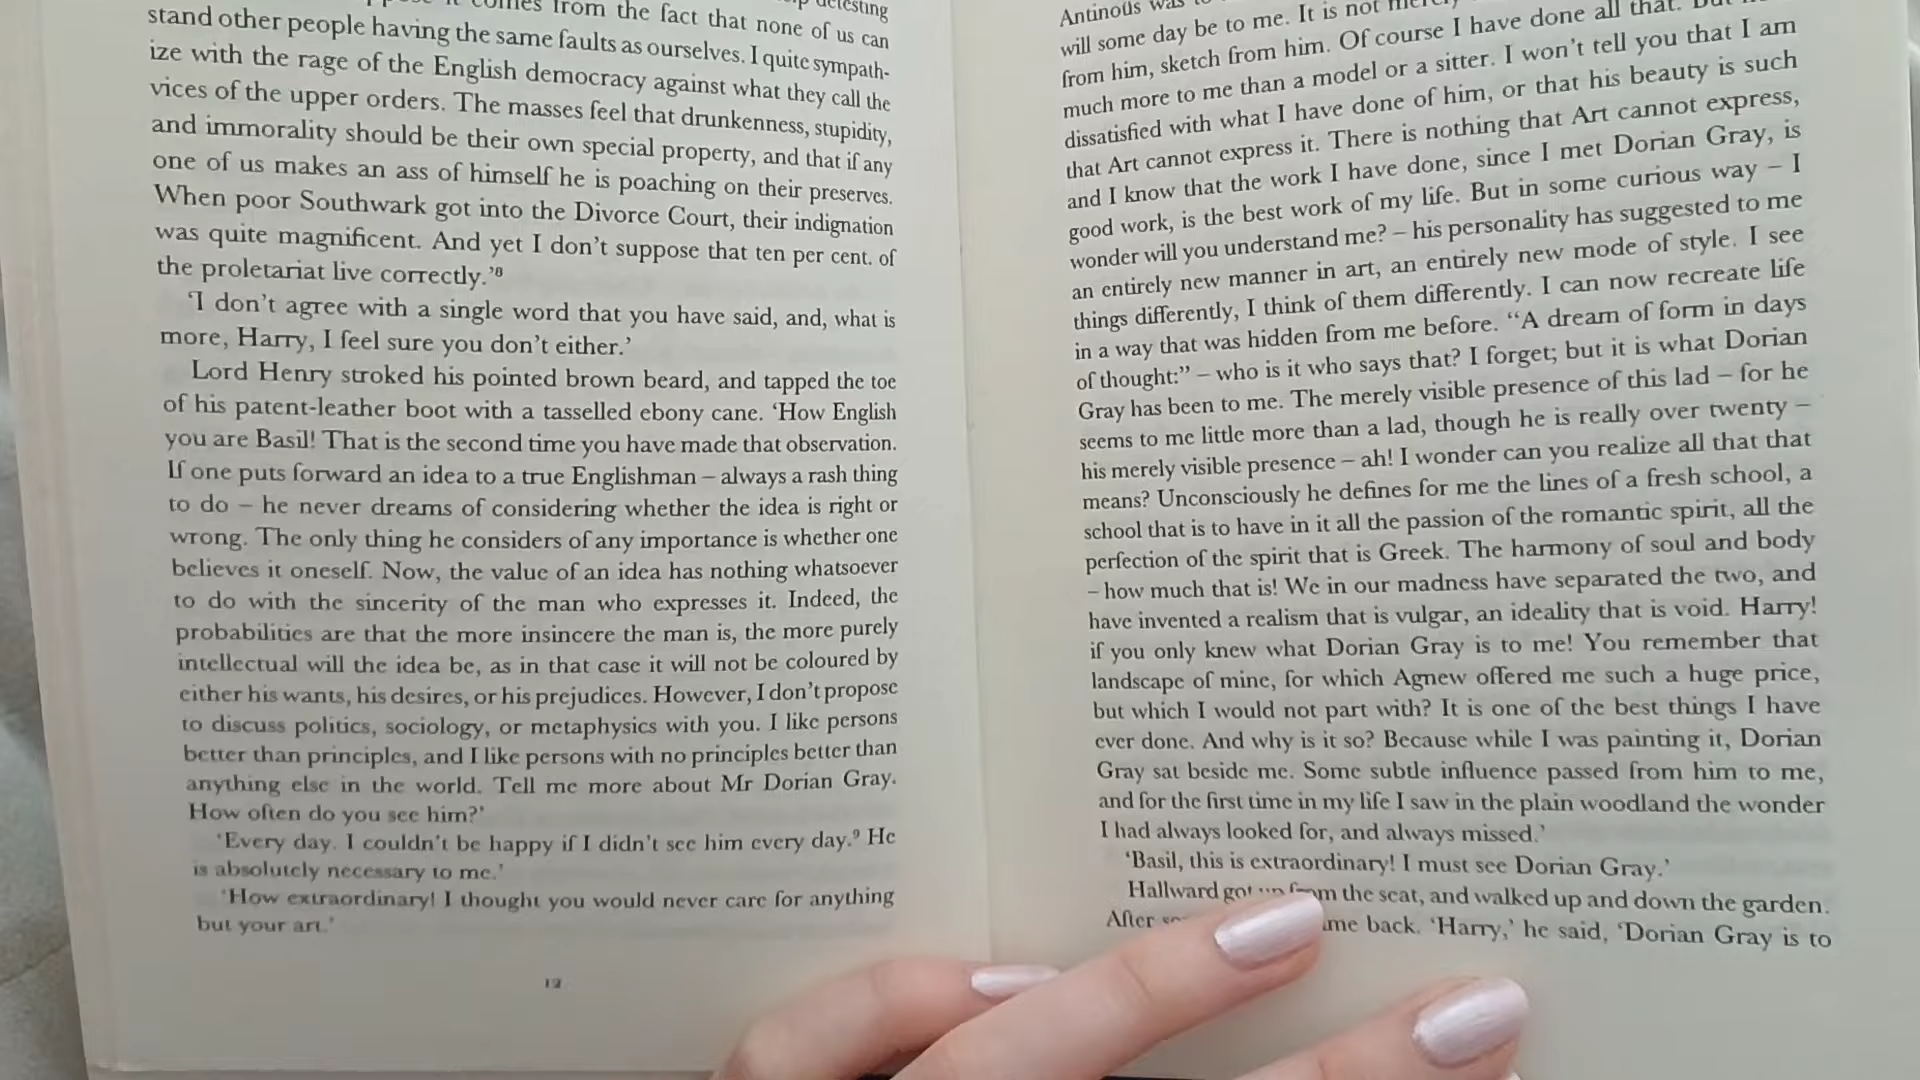 comes from the fact that none of us can
stand other people having the same faults as ourselves. I quite sympath-
ize with the rage of the English democracy against what they call the
vices of the upper orders. The masses feel that drunkenness, stupidity,
and immorality should be their own special property, and that if any
one of us makes an ass of himself he is poaching on their preserves.
When poor Southwark got into the Divorce Court, their indignation
was quite magnificent. And yet I don't suppose that ten per cent. of
the proletariat live correctly.'8
'I don't agree with a single word that you have said, and, what is
more, Harry, I feel sure you don't either.'
Lord Henry stroked his pointed brown beard, and tapped the toe
of his patent-leather boot with a tasselled ebony cane. 'How English
you are Basil! That is the second time you have made that observation.
If one puts forward an idea to a true Englishman – always a rash thing
to do – he never dreams of considering whether the idea is right or
wrong. The only thing he considers of any importance is whether one
believes it oneself. Now, the value of an idea has nothing whatsoever
to do with the sincerity of the man who expresses it. Indeed, the
probabilities are that the more insincere the man is, the more purely
intellectual will the idea be, as in that case it will not be coloured by
either his wants, his desires, or his prejudices. However, I don't propose
to discuss politics, sociology, or metaphysics with you. I like persons
better than principles, and I like persons with no principles better than
anything else in the world. Tell me more about Mr Dorian Gray.
How often do you see him?'
'Every day. I couldn't be happy if I didn't see him every day.9 He
is absolutely necessary to me.'
'How extraordinary! I thought you would never care for anything
but your art.'
12
Antinoüs was
will some day be to me. It is not
from him, sketch from him. Of course I have done all that.
much more to me than a model or a sitter. I won't tell you that I am
dissatisfied with what I have done of him, or that his beauty is such
that Art cannot express it. There is nothing that Art cannot express,
and I know that the work I have done, since I met Dorian Gray, is
good work, is the best work of my life. But in some curious way – I
wonder will you understand me? – his personality has suggested to me
an entirely new manner in art, an entirely new mode of style. I see
things differently, I think of them differently. I can now recreate life
in a way that was hidden from me before. “A dream of form in days
of thought:” – who is it who says that? I forget; but it is what Dorian
Gray has been to me. The merely visible presence of this lad – for he
seems to me little more than a lad, though he is really over twenty –
his merely visible presence – ah! I wonder can you realize all that that
means? Unconsciously he defines for me the lines of a fresh school, a
school that is to have in it all the passion of the romantic spirit, all the
perfection of the spirit that is Greek. The harmony of soul and body
– how much that is! We in our madness have separated the two, and
have invented a realism that is vulgar, an ideality that is void. Harry!
if you only knew what Dorian Gray is to me! You remember that
landscape of mine, for which Agnew offered me such a huge price,
but which I would not part with? It is one of the best things I have
ever done. And why is it so? Because while I was painting it, Dorian
Gray sat beside me. Some subtle influence passed from him to me,
and for the first time in my life I saw in the plain woodland the wonder
I had always looked for, and always missed.'
'Basil, this is extraordinary! I must see Dorian Gray.'
Hallward got up from the seat, and walked up and down the garden.
After back. 'Harry,' he said, 'Dorian Gray is to